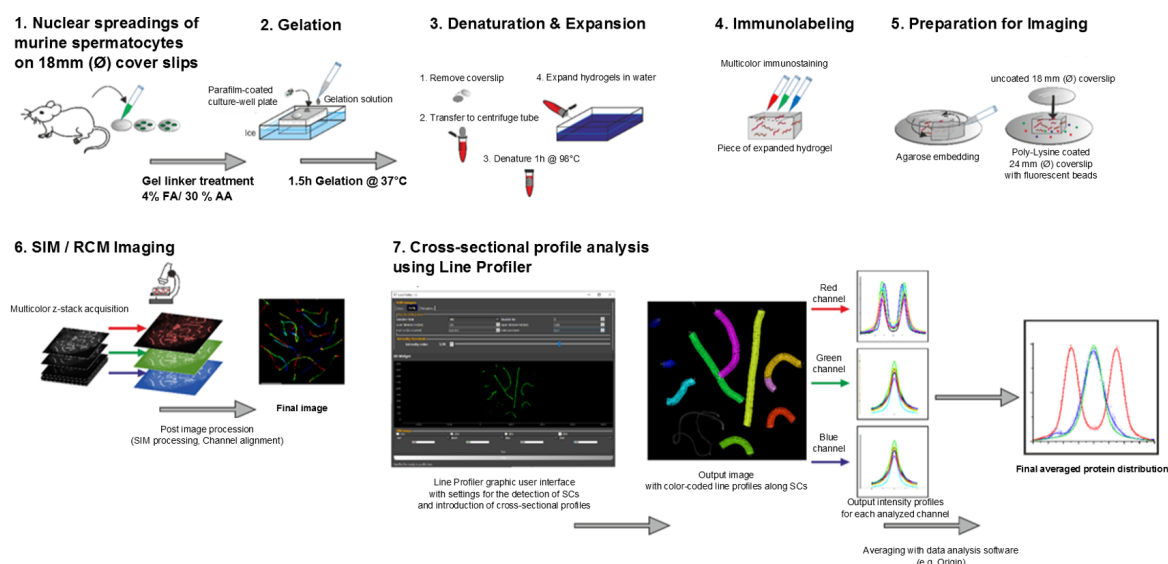 1. Nuclear spreadings of
murine spermatocytes
on 18mm (Ø) cover slips
Gel linker treatment
4% FA/ 30 % AA
2. Gelation
Parafilm-coated
culture-well plate
Gelation solution
Ice
1.5h Gelation @ 37°C
3. Denaturation & Expansion
1. Remove coverslip
2. Transfer to centrifuge tube
3. Denature 1h @ 98°C
4. Expand hydrogels in water
4. Immunolabeling
Multicolor immunostaining
Piece of expanded hydrogel
5. Preparation for Imaging
uncoated 18 mm (Ø) coverslip
Agarose embedding
Poly-Lysine coated
24 mm (Ø) coverslip
with fluorescent beads
6. SIM / RCM Imaging
Multicolor z-stack acquisition
Final image
Post image procession
(SIM processing, Channel alignment)
7. Cross-sectional profile analysis
using Line Profiler
Line Profiler graphic user interface
with settings for the detection of SCs
and introduction of cross-sectional profiles
Output image
with color-coded line profiles along SCs
Red
channel
Green
channel
Blue
channel
Output intensity profiles
for each analyzed channel
Averaging with data analysis software
(e.g. Origin)
Final averaged protein distribution